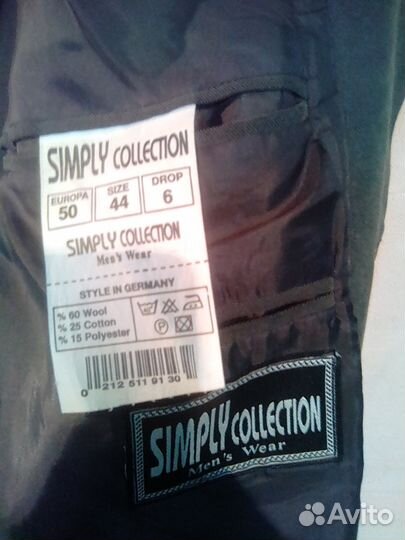 SIMPLY COLLECTION
EUROPA SIZE DROP
50 44 6
SIMPLY COLLECTION
Men's Wear
STYLE IN GERMANY
% 60 Wool
% 25 Cotton
% 15 Polyester
P
0 212 511 91 30
SIMPLY COLLECTION
Men's Wear
Avito